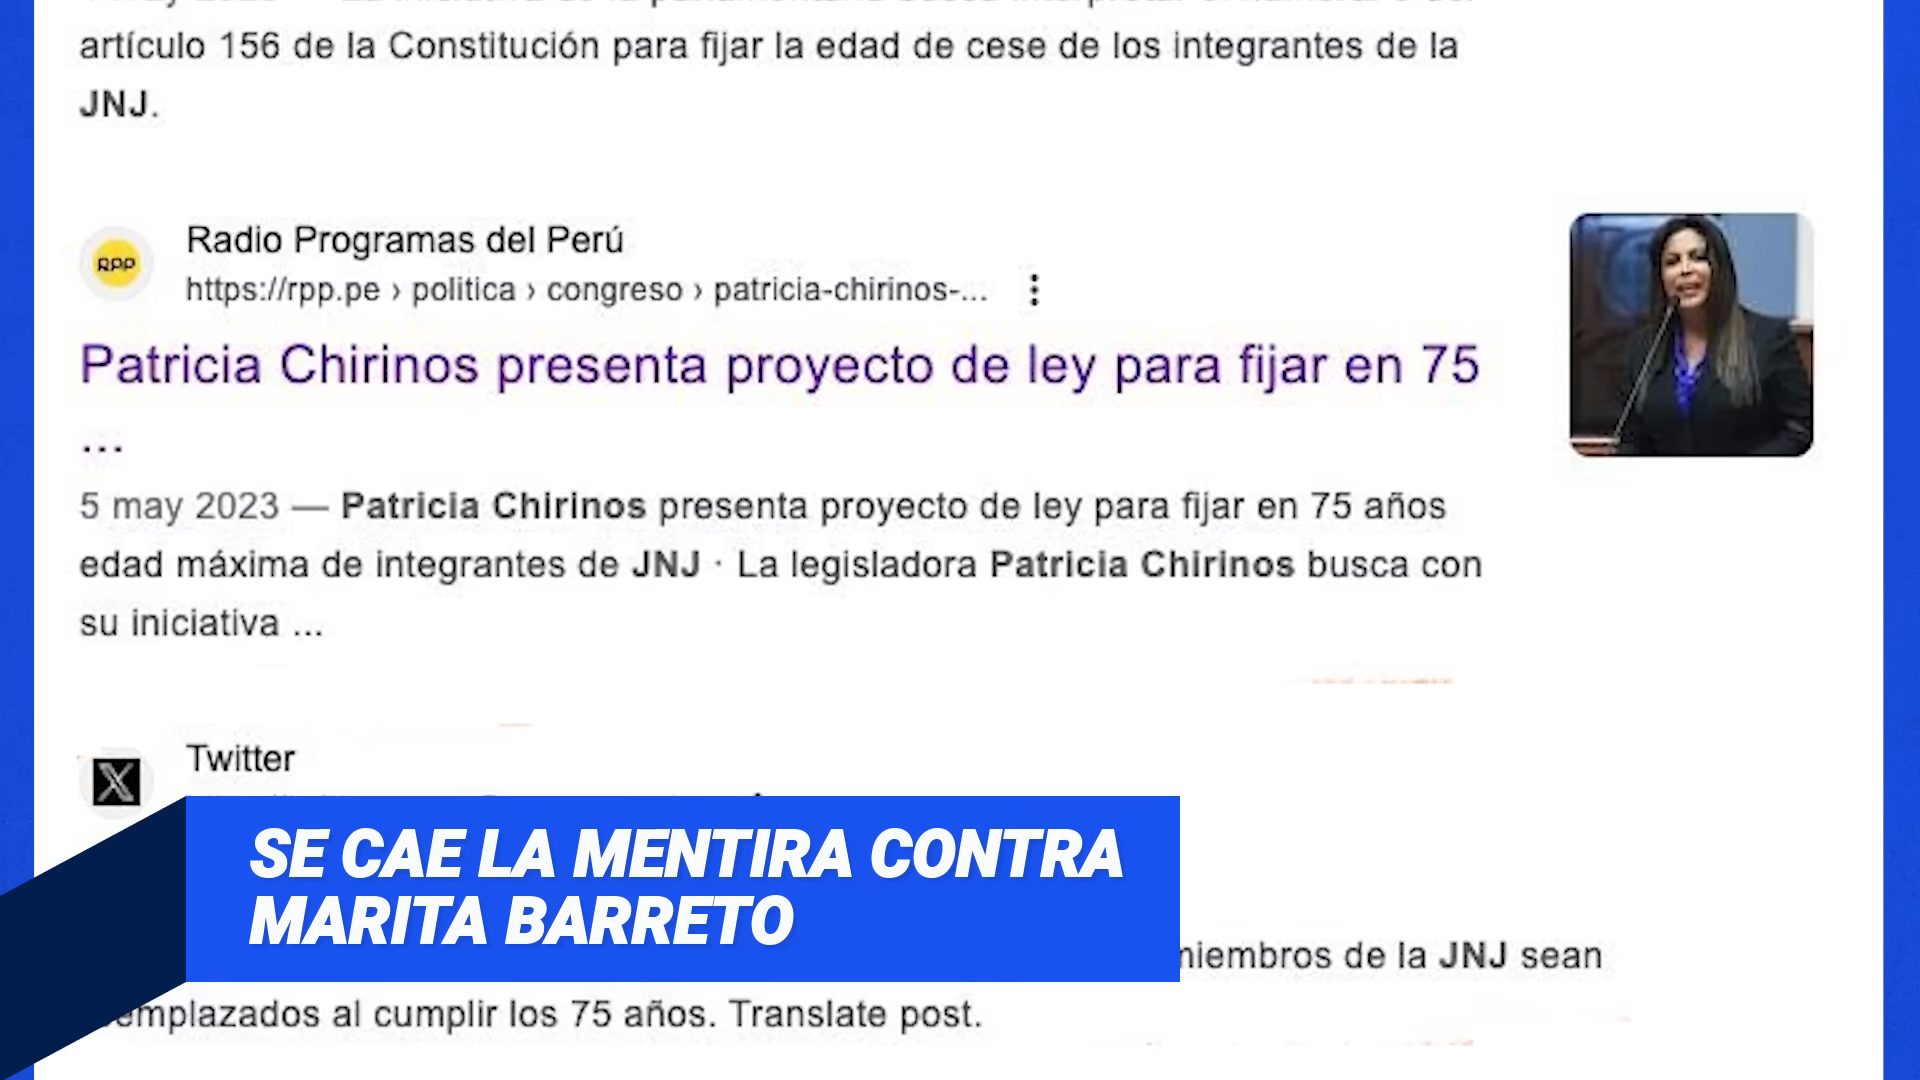 artículo 156 de la Constitución para fijar la edad de cese de los integrantes de la
JNJ.
RPP
Radio Programas del Perú
https://rpp.pe › politica › congreso › patricia-chirinos-...
Patricia Chirinos presenta proyecto de ley para fijar en 75
...
5 may 2023 — Patricia Chirinos presenta proyecto de ley para fijar en 75 años
edad máxima de integrantes de JNJ · La legisladora Patricia Chirinos busca con
su iniciativa ...
Twitter
SE CAE LA MENTIRA CONTRA
MARITA BARRETO
miembros de la JNJ sean
emplazados al cumplir los 75 años. Translate post.